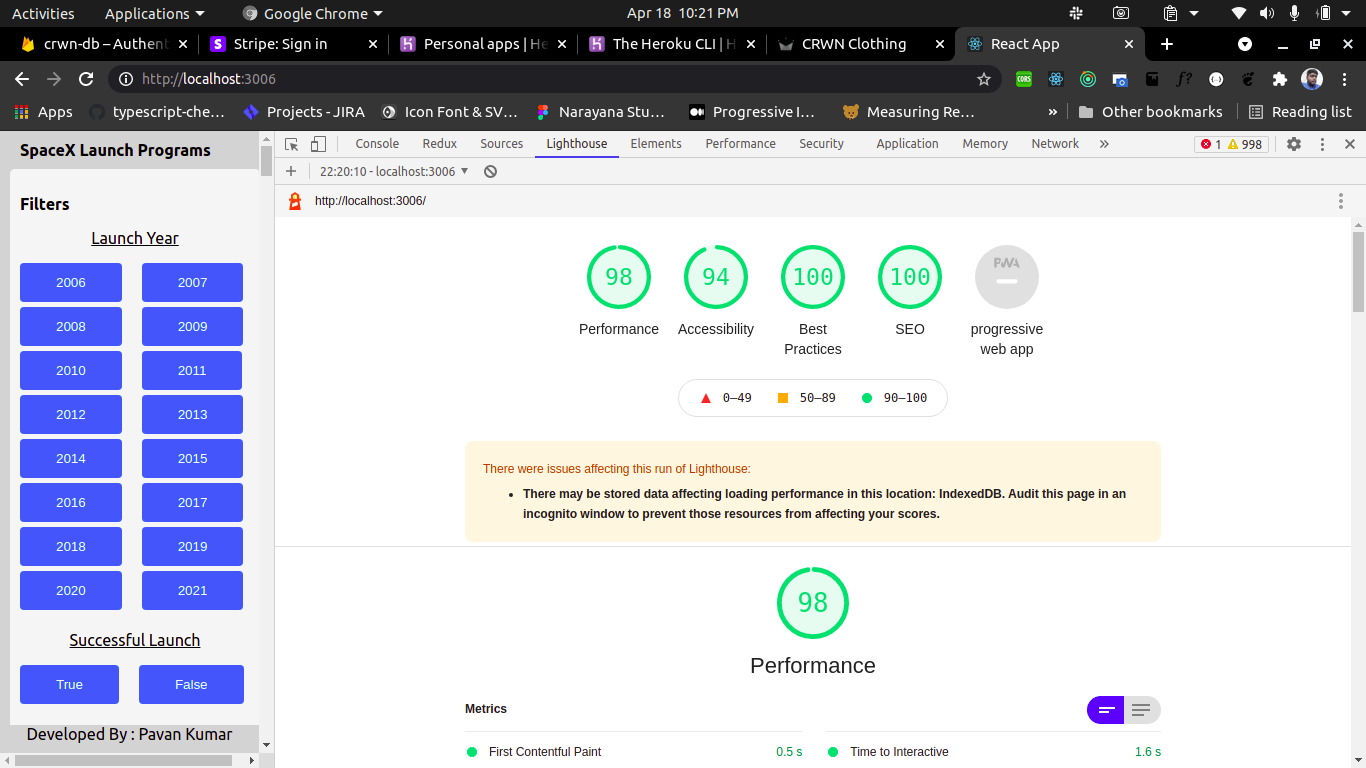 Activities Applications Google Chrome Apr 18 10:21 PM
crwn-db – Authent Stripe: Sign in Personal apps | He The Heroku CLI | H CRWN Clothing React App
http://localhost:3006
CORS f?
Apps typescript-che... Projects - JIRA Icon Font & SV... Narayana Stu... Progressive I... Measuring Re... » Other bookmarks Reading list
SpaceX Launch Programs
Filters
Launch Year
2006 2007
2008 2009
2010 2011
2012 2013
2014 2015
2016 2017
2018 2019
2020 2021
Successful Launch
True False
Developed By : Pavan Kumar
Console Redux Sources Lighthouse Elements Performance Security Application Memory Network » 1 998
22:20:10 - localhost:3006
http://localhost:3006/
98 94 100 100 PWA
Performance Accessibility Best Practices SEO progressive web app
0–49 50–89 90–100
There were issues affecting this run of Lighthouse:
• There may be stored data affecting loading performance in this location: IndexedDB. Audit this page in an
incognito window to prevent those resources from affecting your scores.
98
Performance
Metrics
First Contentful Paint 0.5 s Time to Interactive 1.6 s